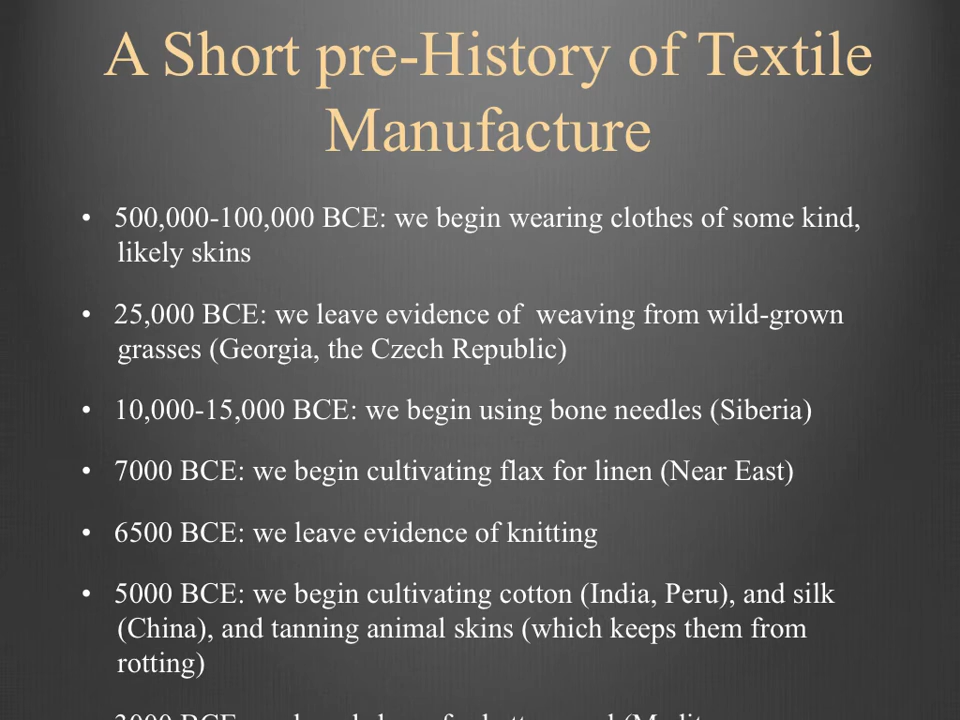 A Short pre-History of Textile
Manufacture
• 500,000-100,000 BCE: we begin wearing clothes of some kind,
likely skins
• 25,000 BCE: we leave evidence of  weaving from wild-grown
grasses (Georgia, the Czech Republic)
• 10,000-15,000 BCE: we begin using bone needles (Siberia)
• 7000 BCE: we begin cultivating flax for linen (Near East)
• 6500 BCE: we leave evidence of knitting
• 5000 BCE: we begin cultivating cotton (India, Peru), and silk
(China), and tanning animal skins (which keeps them from
rotting)
• 3000 BCE